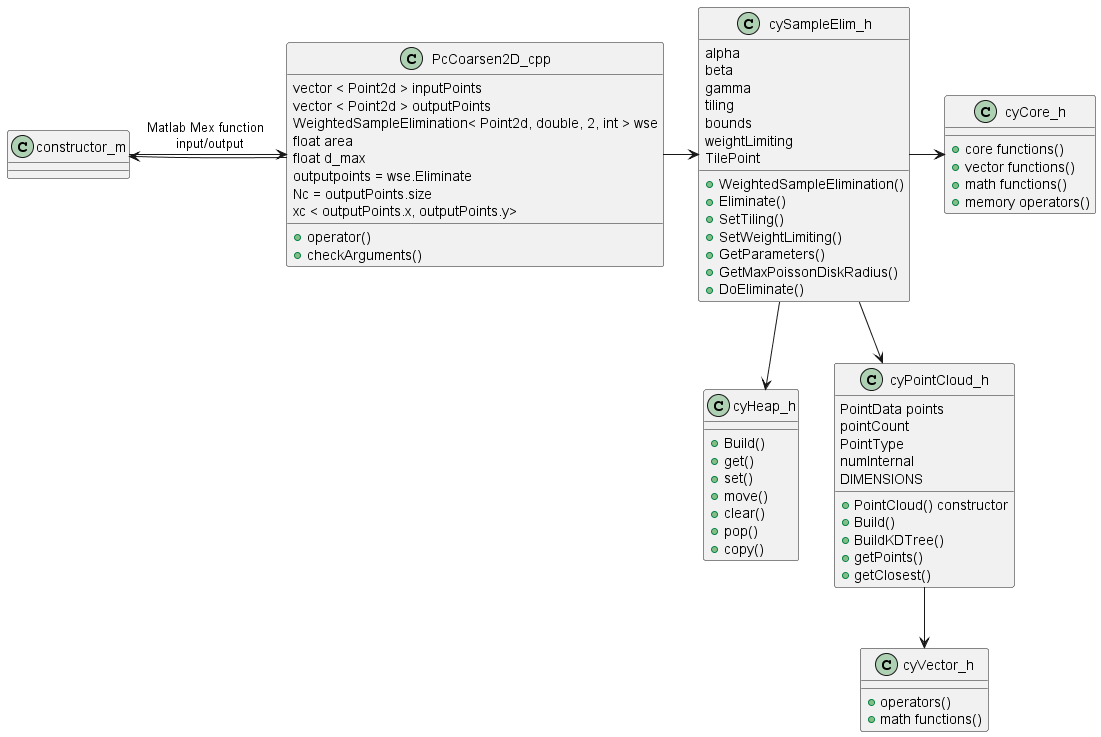 constructor_m
Matlab Mex function
input/output
C PcCoarsen2D_cpp
vector < Point2d > inputPoints
vector < Point2d > outputPoints
WeightedSampleElimination< Point2d, double, 2, int > wse
float area
float d_max
outputpoints = wse.Eliminate
Nc = outputPoints.size
xc < outputPoints.x, outputPoints.y>
operator()
checkArguments()
C cySampleElim_h
alpha
beta
gamma
tiling
bounds
weightLimiting
TilePoint
WeightedSampleElimination()
Eliminate()
SetTiling()
SetWeightLimiting()
GetParameters()
GetMaxPoissonDiskRadius()
DoEliminate()
C cyCore_h
core functions()
vector functions()
math functions()
memory operators()
C cyHeap_h
Build()
get()
set()
move()
clear()
pop()
copy()
C cyPointCloud_h
PointData points
pointCount
PointType
numInternal
DIMENSIONS
PointCloud() constructor
Build()
BuildKDTree()
getPoints()
getClosest()
C cyVector_h
operators()
math functions()